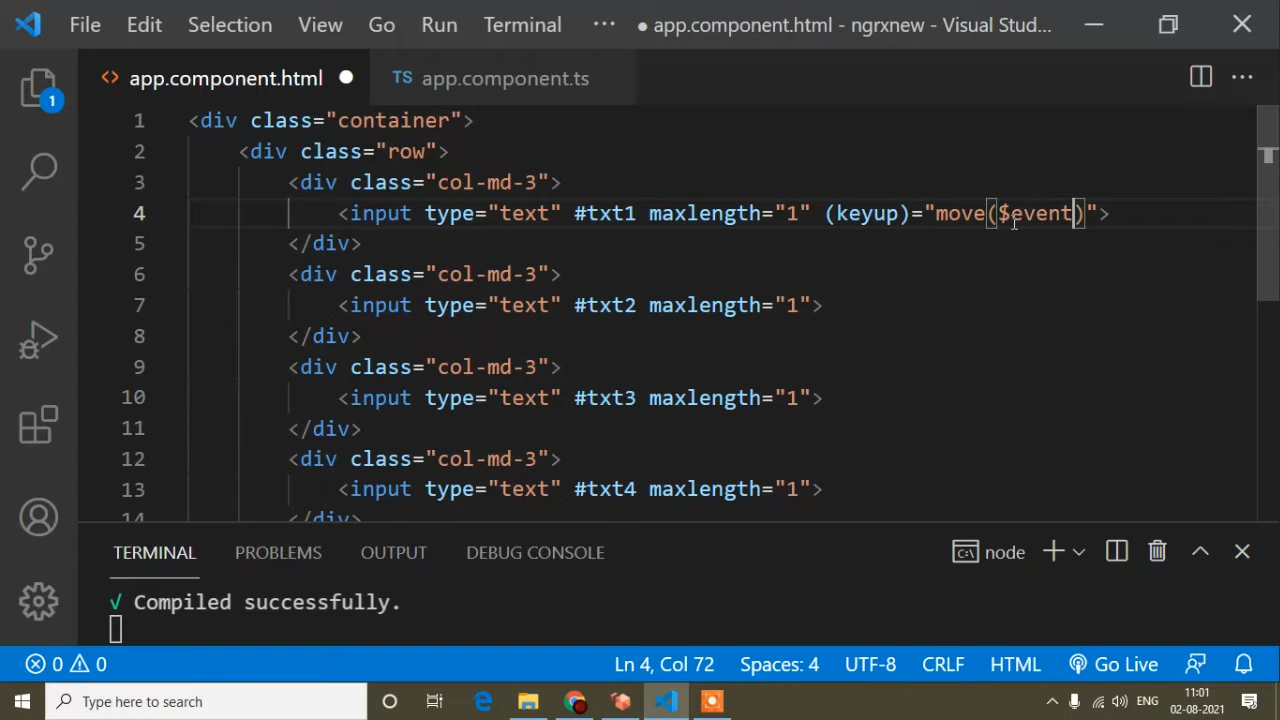 File Edit Selection View Go Run Terminal ··· ● app.component.html - ngrxnew - Visual Stud...
<> app.component.html ● TS app.component.ts ···
1 <div class="container">
2 <div class="row">
3 <div class="col-md-3">
4 <input type="text" #txt1 maxlength="1" (keyup)="move($event)">
5 </div>
6 <div class="col-md-3">
7 <input type="text" #txt2 maxlength="1">
8 </div>
9 <div class="col-md-3">
10 <input type="text" #txt3 maxlength="1">
11 </div>
12 <div class="col-md-3">
13 <input type="text" #txt4 maxlength="1">
14 </div>
1
TERMINAL PROBLEMS OUTPUT DEBUG CONSOLE node
√ Compiled successfully.
0 0 Ln 4, Col 72 Spaces: 4 UTF-8 CRLF HTML Go Live
Type here to search ENG 11:01
02-08-2021